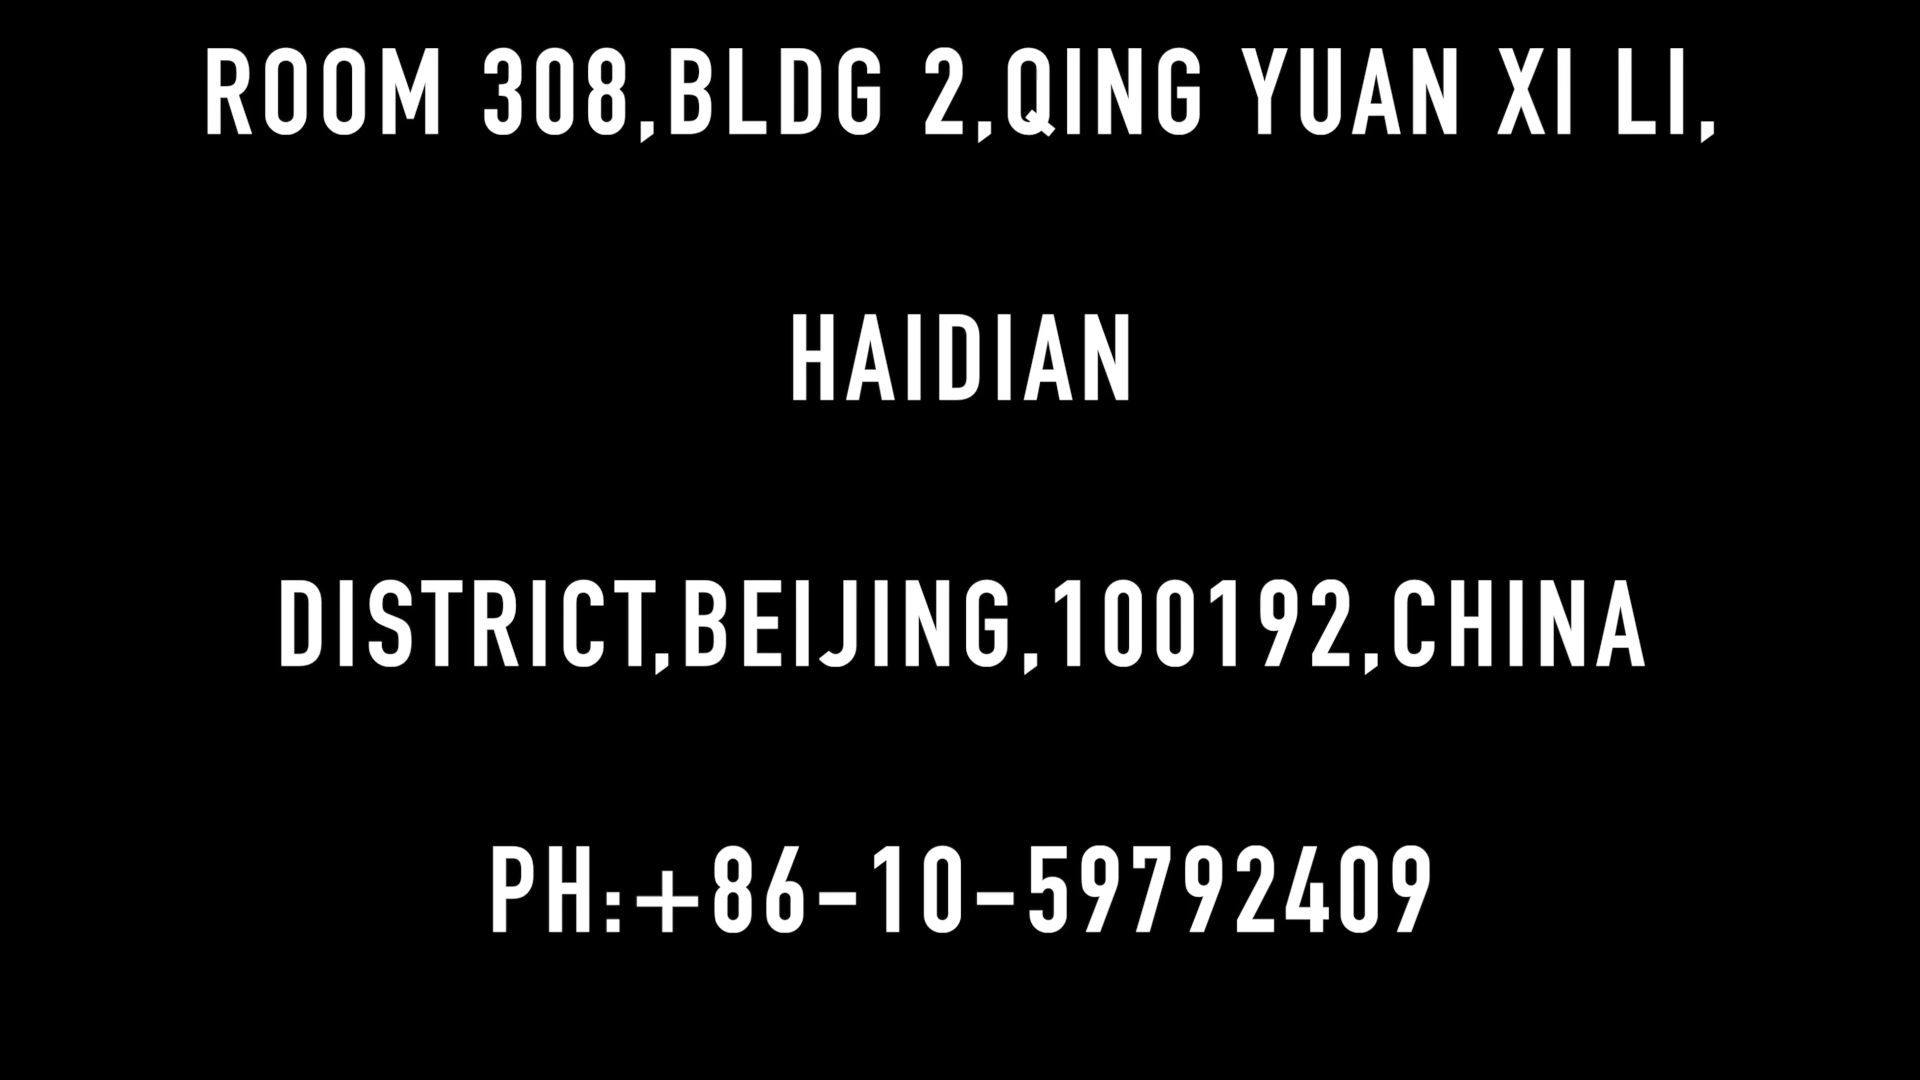 ROOM 308,BLDG 2,QING YUAN XI LI,
HAIDIAN
DISTRICT,BEIJING,100192,CHINA
PH:+86-10-59792409